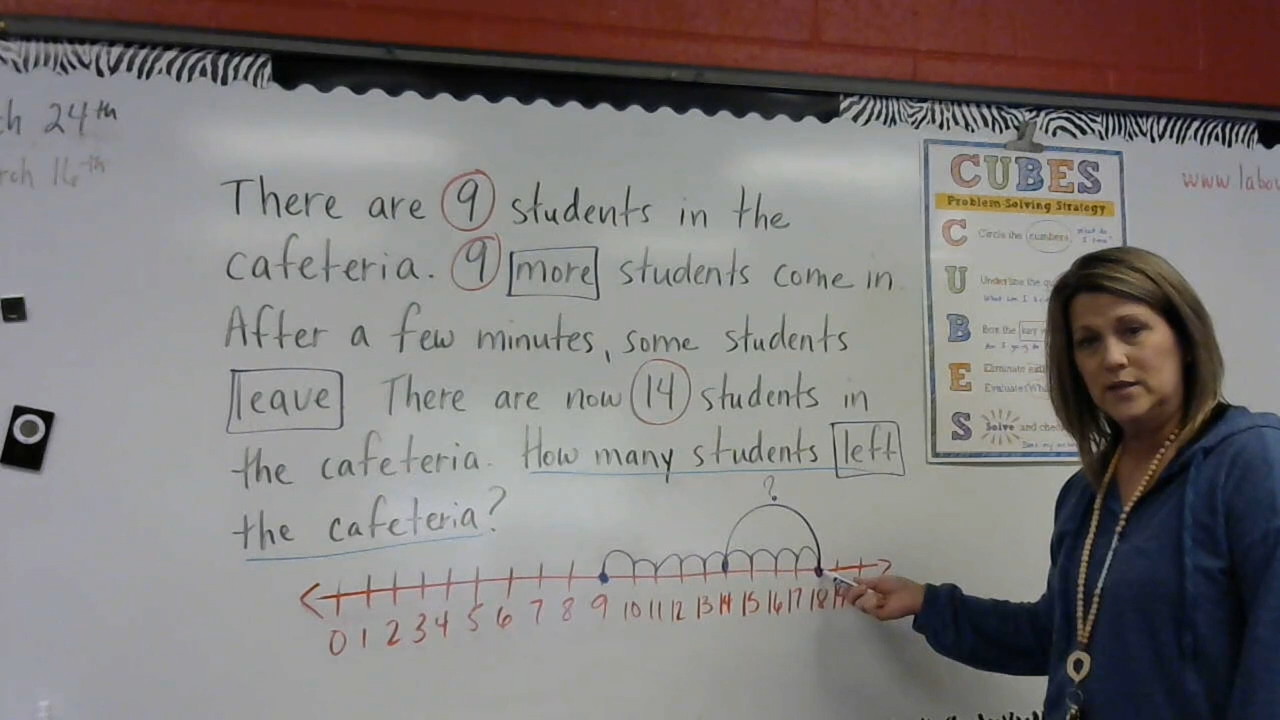 ch 24th
rch 16th
There are 9 students in the
cafeteria. 9 more students come in.
After a few minutes, some students
leave There are now 14 students in
the cafeteria. How many students left
the cafeteria?
?
0 1 2 3 4 5 6 7 8 9 10 11 12 13 14 15 16 17 18 19
CUBES
Problem Solving Strategy
C Circle the numbers
U Underline the
B Box the key
E Eliminate
Evaluate
S Solve and check
www.labou